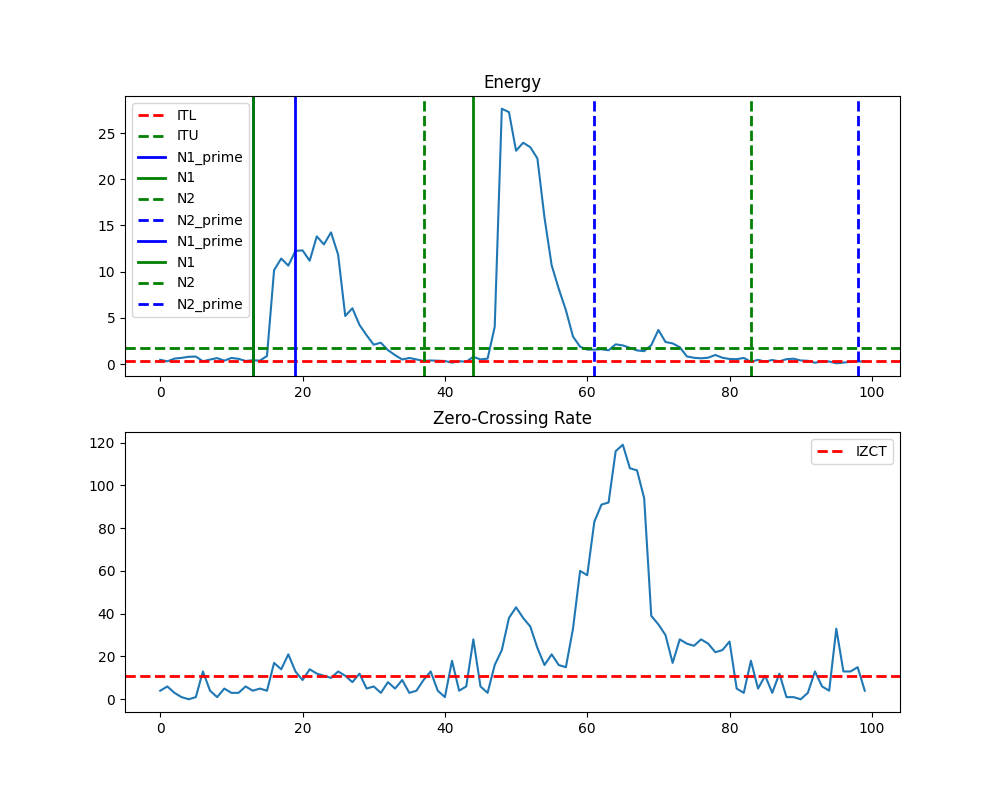 Energy
25
20
15
10
5
0
ITL
ITU
N1_prime
N1
N2
N2_prime
N1_prime
N1
N2
N2_prime
0 20 40 60 80 100
Zero-Crossing Rate
120
100
80
60
40
20
0
IZCT
0 20 40 60 80 100